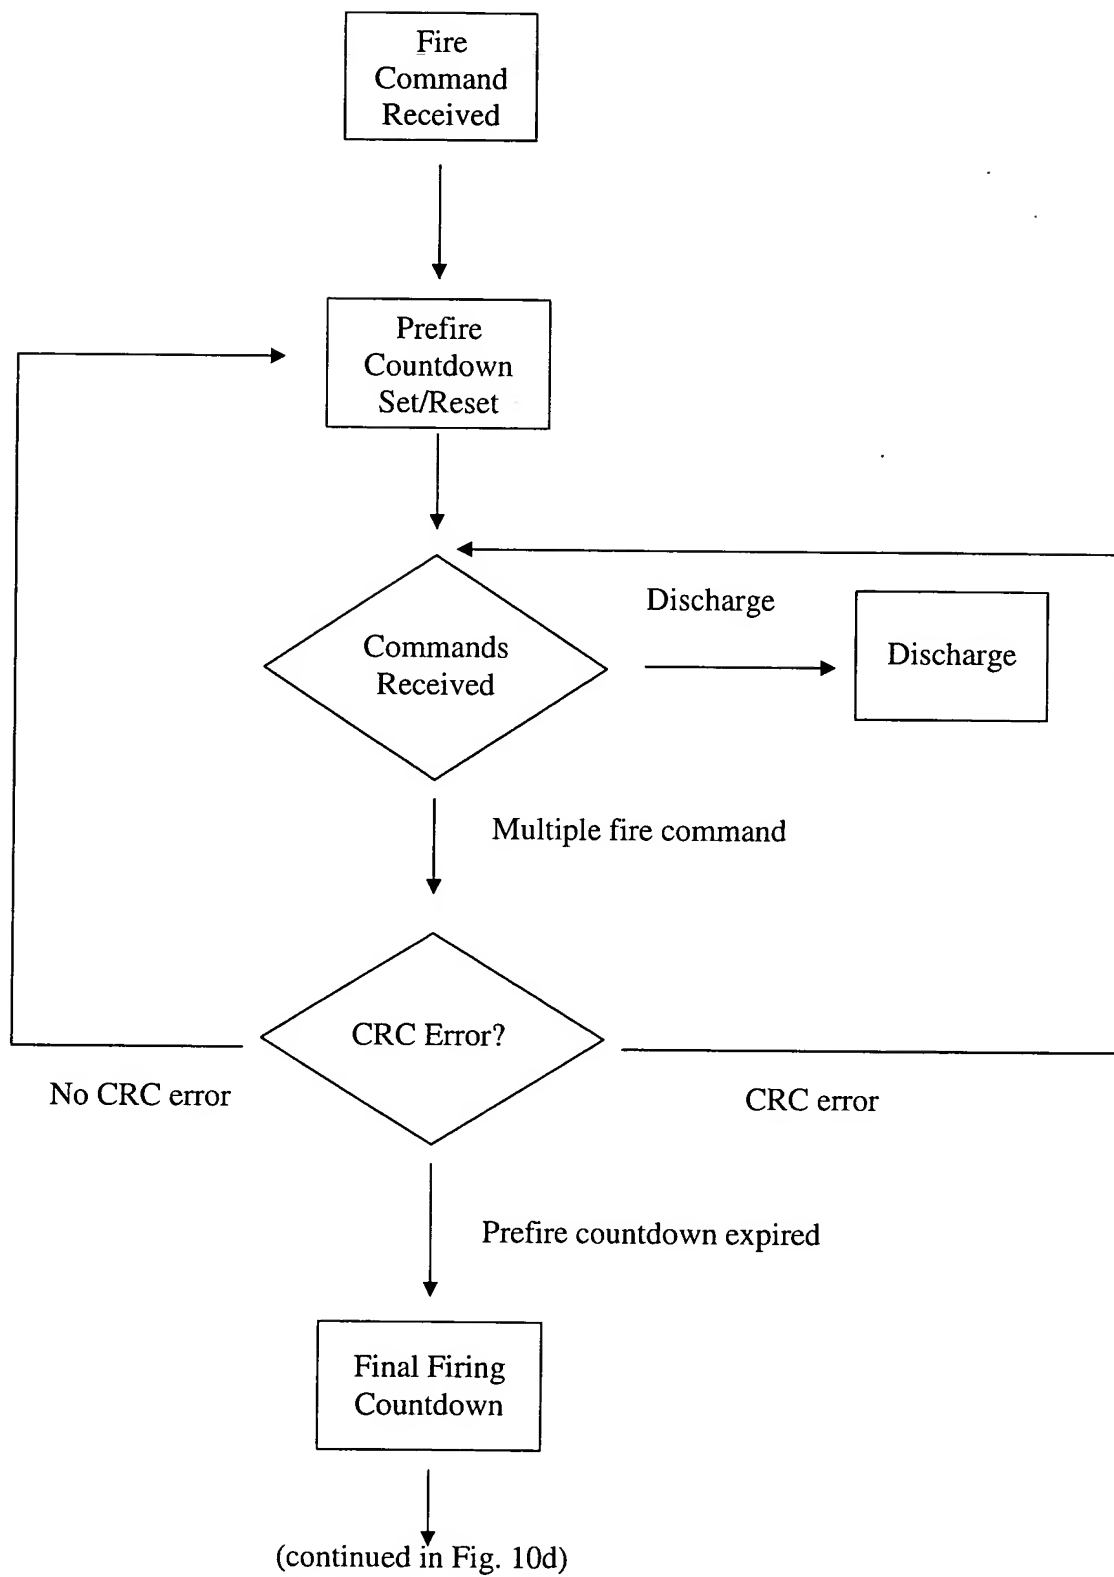 Fire
Command
Received
Prefire
Countdown
Set/Reset
Discharge
Commands
Received
Discharge
Multiple fire command
CRC Error?
No CRC error
CRC error
Prefire countdown expired
Final Firing
Countdown
(continued in Fig. 10d)